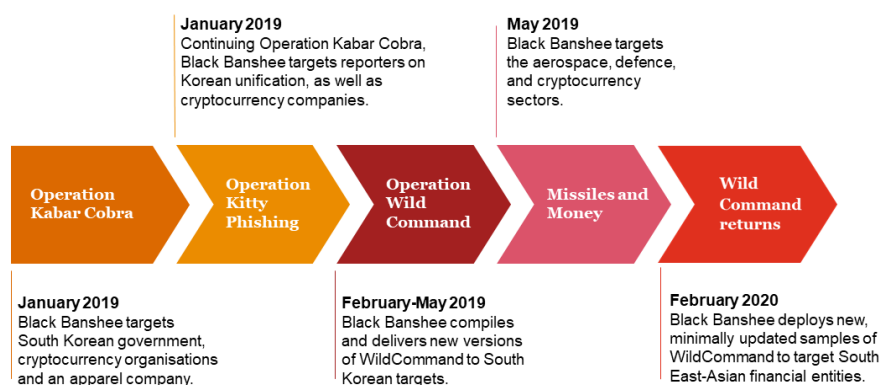 January 2019
Continuing Operation Kabar Cobra,
Black Banshee targets reporters on
Korean unification, as well as
cryptocurrency companies.
May 2019
Black Banshee targets
the aerospace, defence,
and cryptocurrency
sectors.
Operation
Kabar Cobra
Operation
Kitty
Phishing
Operation
Wild
Command
Missiles and
Money
Wild
Command
returns
January 2019
Black Banshee targets
South Korean government,
cryptocurrency organisations
and an apparel company.
February-May 2019
Black Banshee compiles
and delivers new versions
of WildCommand to South
Korean targets.
February 2020
Black Banshee deploys new,
minimally updated samples of
WildCommand to target South
East-Asian financial entities.